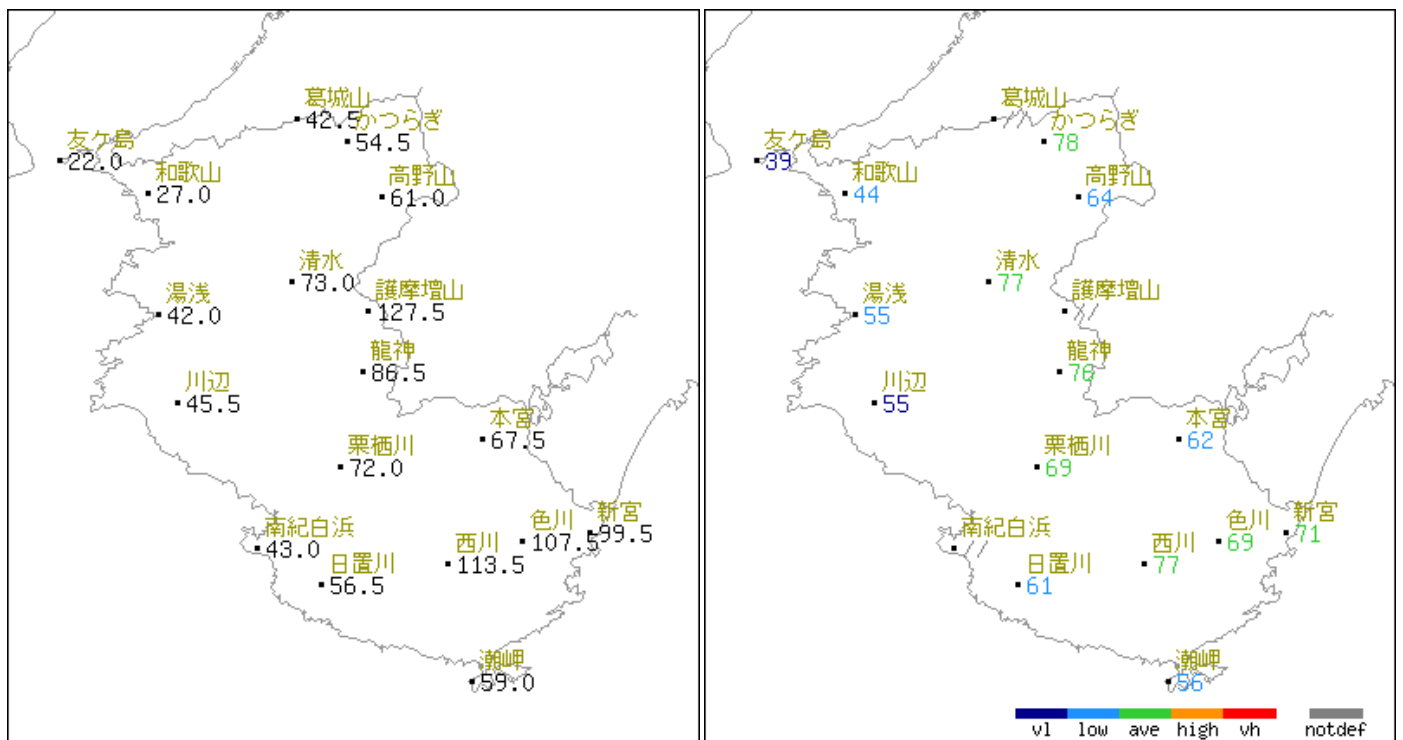 葛城山
42.5
かつらぎ
54.5
友ケ島
22.0
和歌山
27.0
高野山
61.0
清水
73.0
湯浅
42.0
護摩壇山
127.5
龍神
86.5
川辺
45.5
本宮
67.5
栗栖川
72.0
南紀白浜
43.0
日置川
56.5
西川
113.5
色川
107.5
新宮
99.5
潮岬
59.0
葛城山
//
かつらぎ
78
友ケ島
39
和歌山
44
高野山
64
清水
77
湯浅
55
護摩壇山
//
龍神
76
川辺
55
本宮
62
栗栖川
69
南紀白浜
//
日置川
61
西川
77
色川
69
新宮
71
潮岬
56
vl low ave high vh notdef